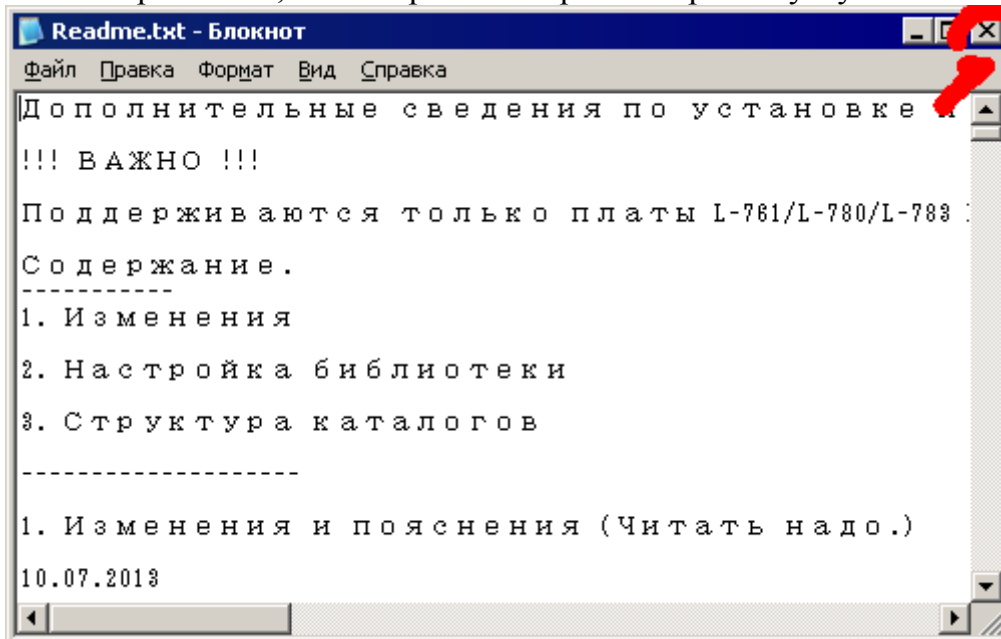 Readme.txt - Блокнот
Файл Правка Формат Вид Справка
Дополнительные сведения по установке и
!!! ВАЖНО !!!
Поддерживаются только платы L-761/L-780/L-783
Содержание.
-----------
1. Изменения
2. Настройка библиотеки
3. Структура каталогов
--------------------
1. Изменения и пояснения (Читать надо.)
10.07.2013